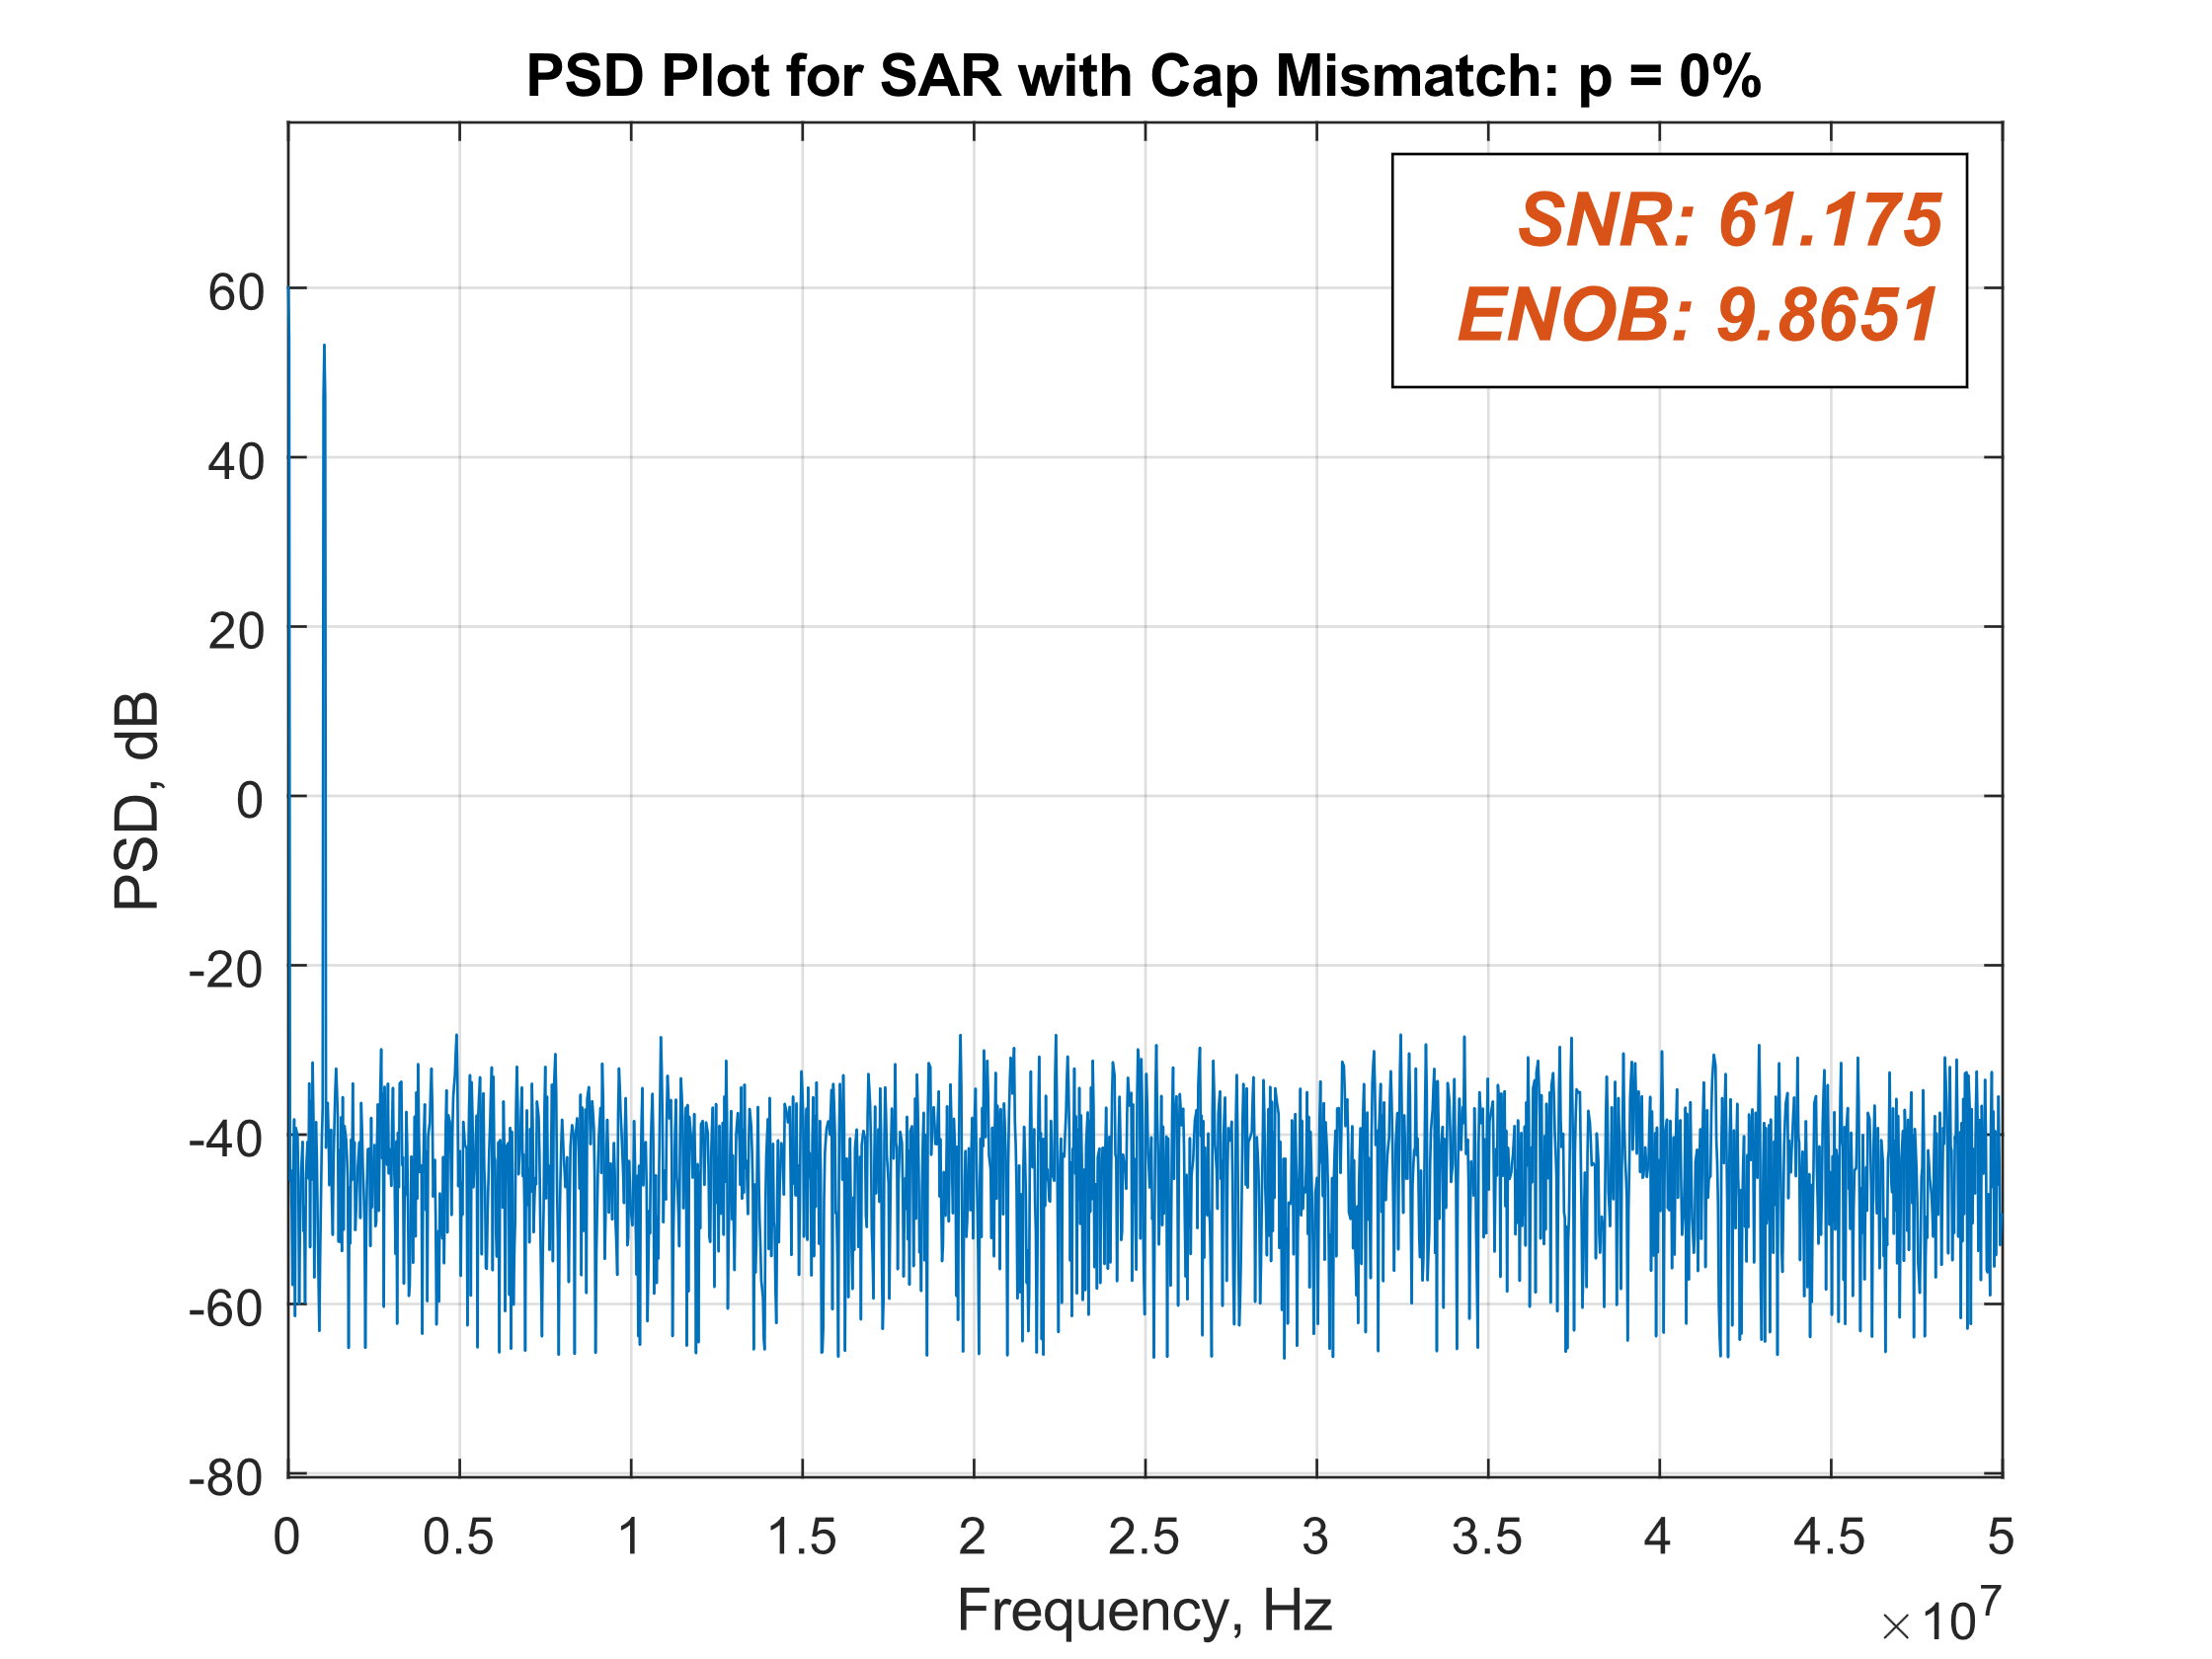 PSD Plot for SAR with Cap Mismatch: p = 0%
SNR: 61.175
ENOB: 9.8651
60
40
20
0
-20
-40
-60
-80
PSD, dB
0 0.5 1 1.5 2 2.5 3 3.5 4 4.5 5
Frequency, Hz
×10⁷